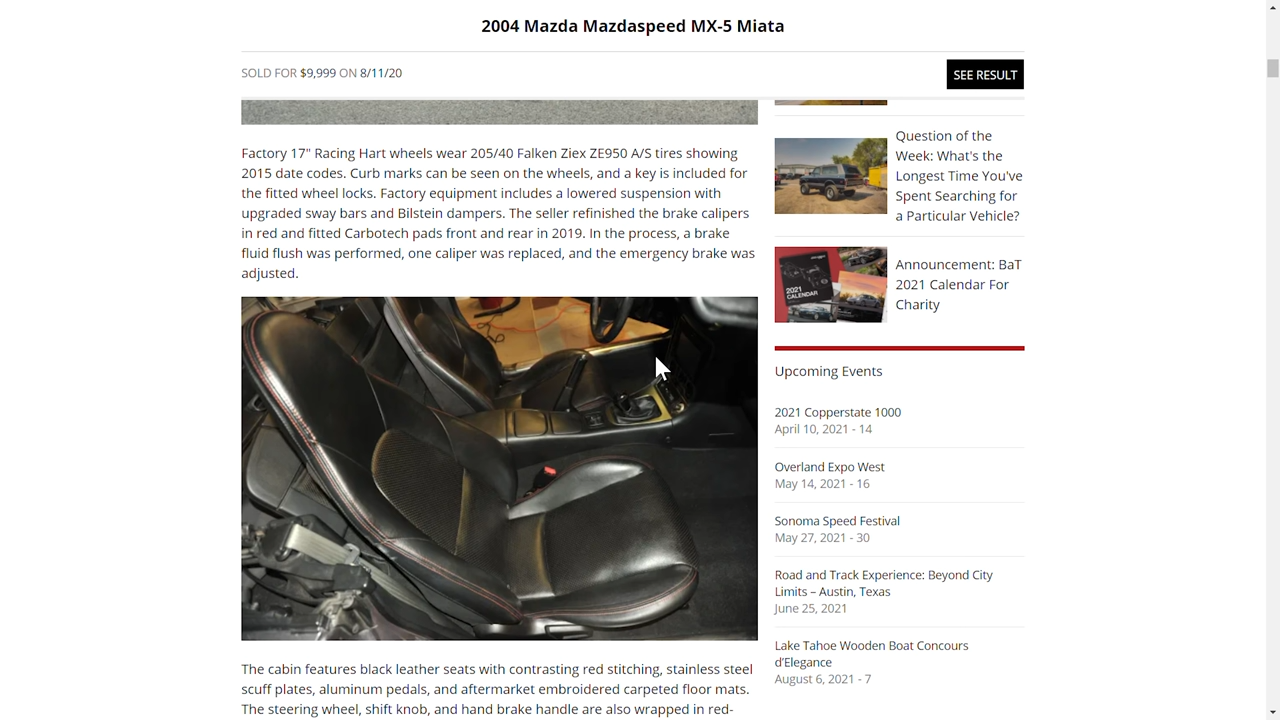 2004 Mazda Mazdaspeed MX-5 Miata
SOLD FOR $9,999 ON 8/11/20
SEE RESULT
Factory 17" Racing Hart wheels wear 205/40 Falken Ziex ZE950 A/S tires showing
2015 date codes. Curb marks can be seen on the wheels, and a key is included for
the fitted wheel locks. Factory equipment includes a lowered suspension with
upgraded sway bars and Bilstein dampers. The seller refinished the brake calipers
in red and fitted Carbotech pads front and rear in 2019. In the process, a brake
fluid flush was performed, one caliper was replaced, and the emergency brake was
adjusted.
The cabin features black leather seats with contrasting red stitching, stainless steel
scuff plates, aluminum pedals, and aftermarket embroidered carpeted floor mats.
The steering wheel, shift knob, and hand brake handle are also wrapped in red-
Question of the
Week: What's the
Longest Time You've
Spent Searching for
a Particular Vehicle?
2021
CALENDAR
Announcement: BaT
2021 Calendar For
Charity
Upcoming Events
2021 Copperstate 1000
April 10, 2021 - 14
Overland Expo West
May 14, 2021 - 16
Sonoma Speed Festival
May 27, 2021 - 30
Road and Track Experience: Beyond City
Limits – Austin, Texas
June 25, 2021
Lake Tahoe Wooden Boat Concours
d’Elegance
August 6, 2021 - 7